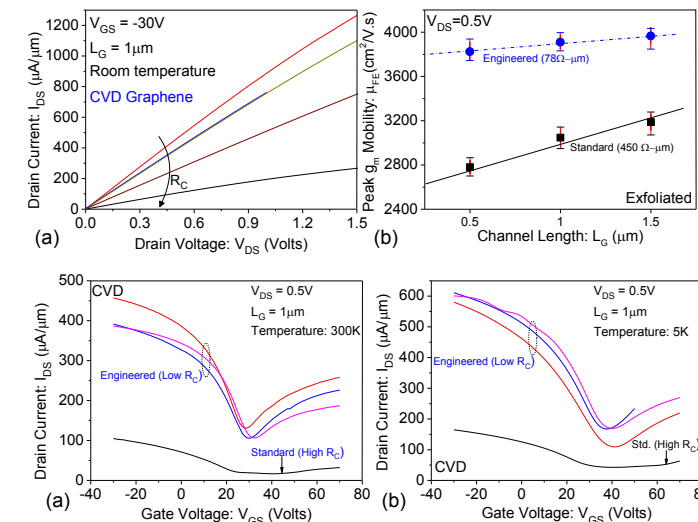 1200
1000
800
600
400
200
0
Drain Current: I_DS (µA/µm)
V_GS = -30V
L_G = 1µm
Room temperature
CVD Graphene
R_C
0.0 0.3 0.6 0.9 1.2 1.5
(a) Drain Voltage: V_DS (Volts)
4000
3600
3200
2800
2400
Peak g_m Mobility: µ_FE(cm²/V.s)
V_DS=0.5V
Engineered (78Ω–µm)
Standard (450 Ω–µm)
Exfoliated
0.5 1.0 1.5
(b) Channel Length: L_G (µm)
500
400
300
200
100
0
Drain Current: I_DS (µA/µm)
CVD
V_DS = 0.5V
L_G = 1µm
Temperature: 300K
Engineered (Low R_C)
Standard (High R_C)
-40 -20 0 20 40 60 80
(a) Gate Voltage: V_GS (Volts)
600
500
400
300
200
100
0
Drain Current: I_DS (µA/µm)
V_DS = 0.5V
L_G = 1µm
Temperature: 5K
Engineered (Low R_C)
Std. (High R_C)
CVD
-40 -20 0 20 40 60 80
(b) Gate Voltage: V_GS (Volts)